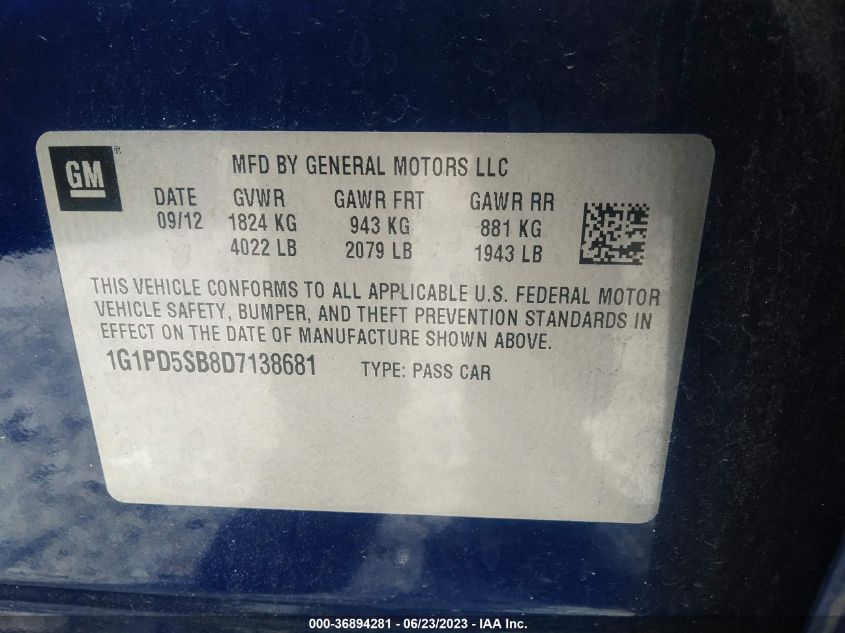 GM ®
MFD BY GENERAL MOTORS LLC
DATE GVWR GAWR FRT GAWR RR
09/12 1824 KG 943 KG 881 KG
4022 LB 2079 LB 1943 LB
THIS VEHICLE CONFORMS TO ALL APPLICABLE U.S. FEDERAL MOTOR
VEHICLE SAFETY, BUMPER, AND THEFT PREVENTION STANDARDS IN
EFFECT ON THE DATE OF MANUFACTURE SHOWN ABOVE.
1G1PD5SB8D7138681 TYPE: PASS CAR
000-36894281 - 06/23/2023 - IAA Inc.